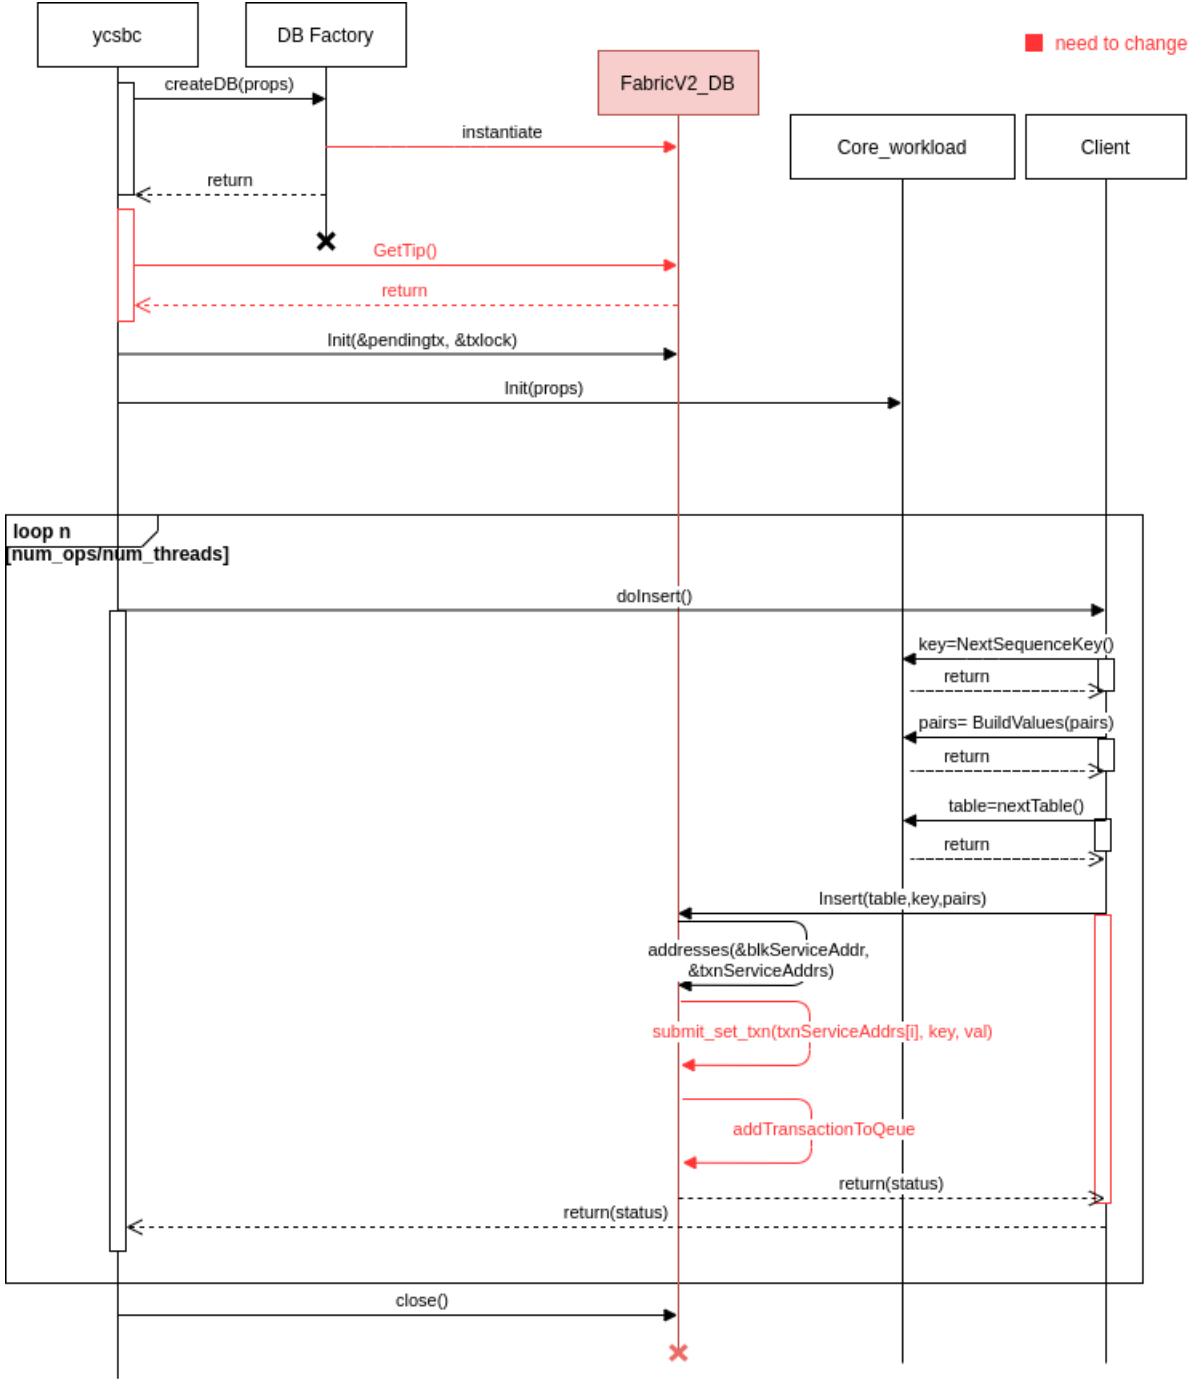 ycsbc
DB Factory
need to change
FabricV2_DB
createDB(props)
instantiate
Core_workload
Client
return
GetTip()
return
Init(&pendingtx, &txlock)
Init(props)
loop n
[num_ops/num_threads]
doInsert()
key=NextSequenceKey()
return
pairs= BuildValues(pairs)
return
table=nextTable()
return
Insert(table,key,pairs)
addresses(&blkServiceAddr,
&txnServiceAddrs)
submit_set_txn(txnServiceAddrs[i], key, val)
addTransactionToQeue
return(status)
return(status)
close()